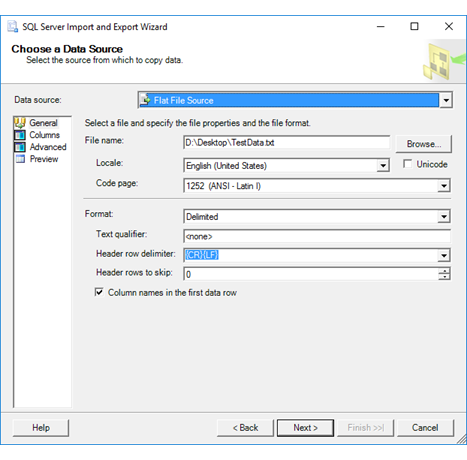 SQL Server Import and Export Wizard
Choose a Data Source
Select the source from which to copy data.
Data source: Flat File Source
General
Columns
Advanced
Preview
Select a file and specify the file properties and the file format.
File name: D:\Desktop\TestData.txt Browse...
Locale: English (United States) Unicode
Code page: 1252 (ANSI - Latin I)
Format: Delimited
Text qualifier: <none>
Header row delimiter: {CR}{LF}
Header rows to skip: 0
Column names in the first data row
Help < Back Next > Finish >>| Cancel